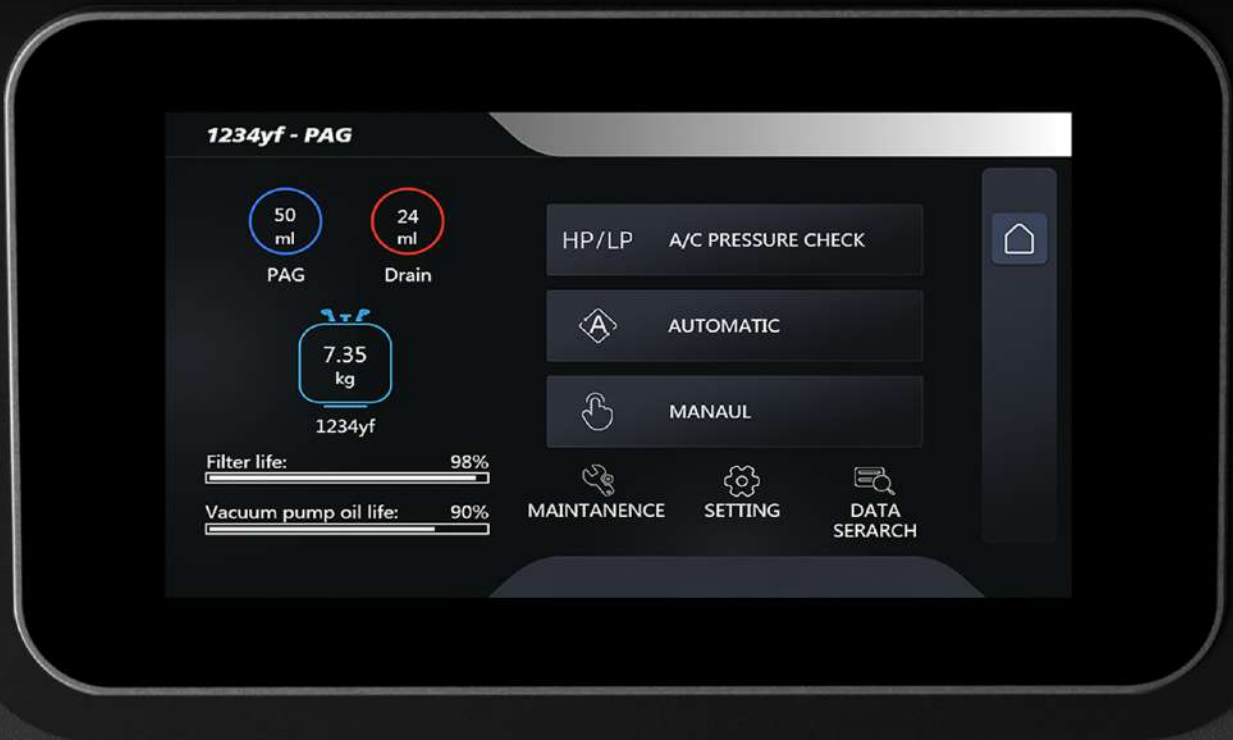 1234yf - PAG
50
ml
PAG
24
ml
Drain
7.35
kg
1234yf
Filter life: 98%
Vacuum pump oil life: 90%
HP/LP A/C PRESSURE CHECK
A AUTOMATIC
MANAUL
MAINTANENCE
SETTING
DATA
SERARCH